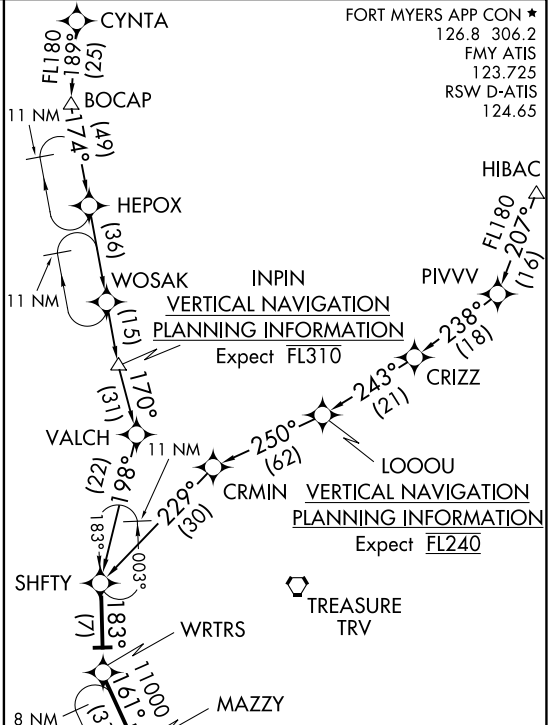 FORT MYERS APP CON ★
126.8 306.2
FMY ATIS
123.725
RSW D-ATIS
124.65
CYNTA
FL180
189°
(25)
BOCAP
11 NM
174°
(49)
HEPOX
(36)
WOSAK
11 NM
(15)
INPIN
VERTICAL NAVIGATION
PLANNING INFORMATION
Expect FL310
170°
(31)
VALCH
HIBAC
FL180
207°
(16)
PIVVV
238°
(18)
CRIZZ
243°
(21)
LOOOU
VERTICAL NAVIGATION
PLANNING INFORMATION
Expect FL240
250°
(62)
CRMIN
229°
(30)
11 NM
198°
(22)
183°
003°
SHFTY
TREASURE
TRV
183°
(7)
WRTRS
11000
161°
MAZZY
8 NM